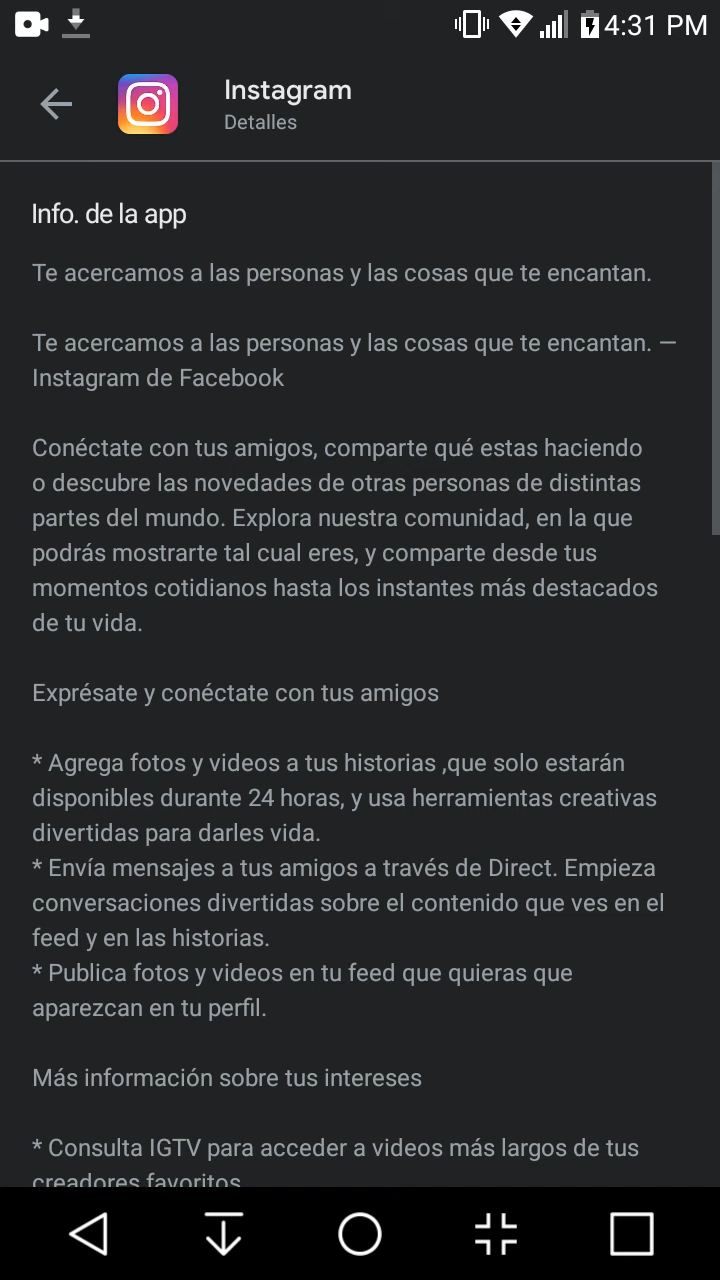 4:31 PM
Instagram
Detalles
Info. de la app
Te acercamos a las personas y las cosas que te encantan.
Te acercamos a las personas y las cosas que te encantan. —
Instagram de Facebook
Conéctate con tus amigos, comparte qué estas haciendo
o descubre las novedades de otras personas de distintas
partes del mundo. Explora nuestra comunidad, en la que
podrás mostrarte tal cual eres, y comparte desde tus
momentos cotidianos hasta los instantes más destacados
de tu vida.
Exprésate y conéctate con tus amigos
* Agrega fotos y videos a tus historias ,que solo estarán
disponibles durante 24 horas, y usa herramientas creativas
divertidas para darles vida.
* Envía mensajes a tus amigos a través de Direct. Empieza
conversaciones divertidas sobre el contenido que ves en el
feed y en las historias.
* Publica fotos y videos en tu feed que quieras que
aparezcan en tu perfil.
Más información sobre tus intereses
* Consulta IGTV para acceder a videos más largos de tus
creadores favoritos